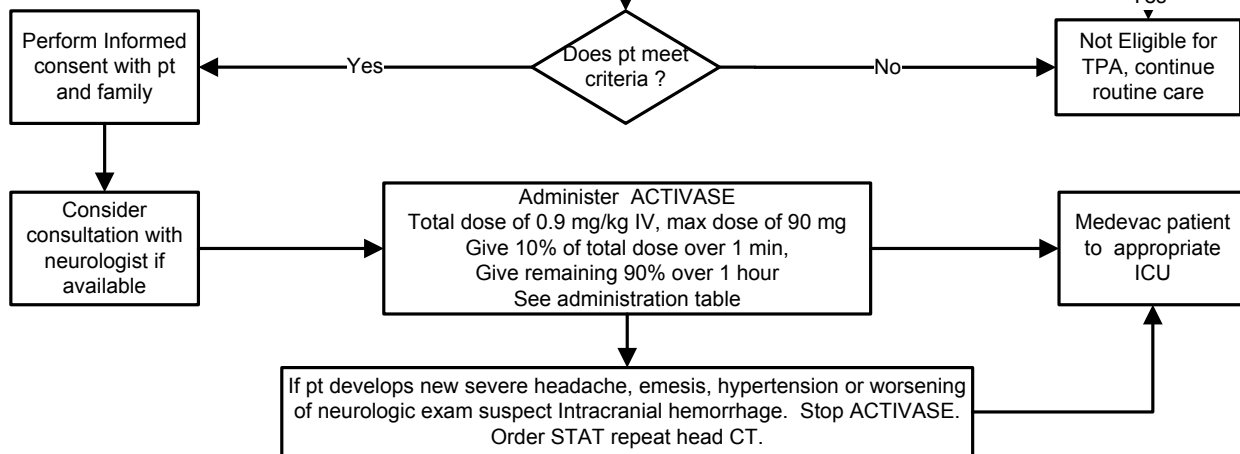 Yes
Does pt meet
criteria ?
Yes
No
Perform Informed
consent with pt
and family
Not Eligible for
TPA, continue
routine care
Consider
consultation with
neurologist if
available
Administer ACTIVASE
Total dose of 0.9 mg/kg IV, max dose of 90 mg
Give 10% of total dose over 1 min,
Give remaining 90% over 1 hour
See administration table
Medevac patient
to appropriate
ICU
If pt develops new severe headache, emesis, hypertension or worsening
of neurologic exam suspect Intracranial hemorrhage. Stop ACTIVASE.
Order STAT repeat head CT.